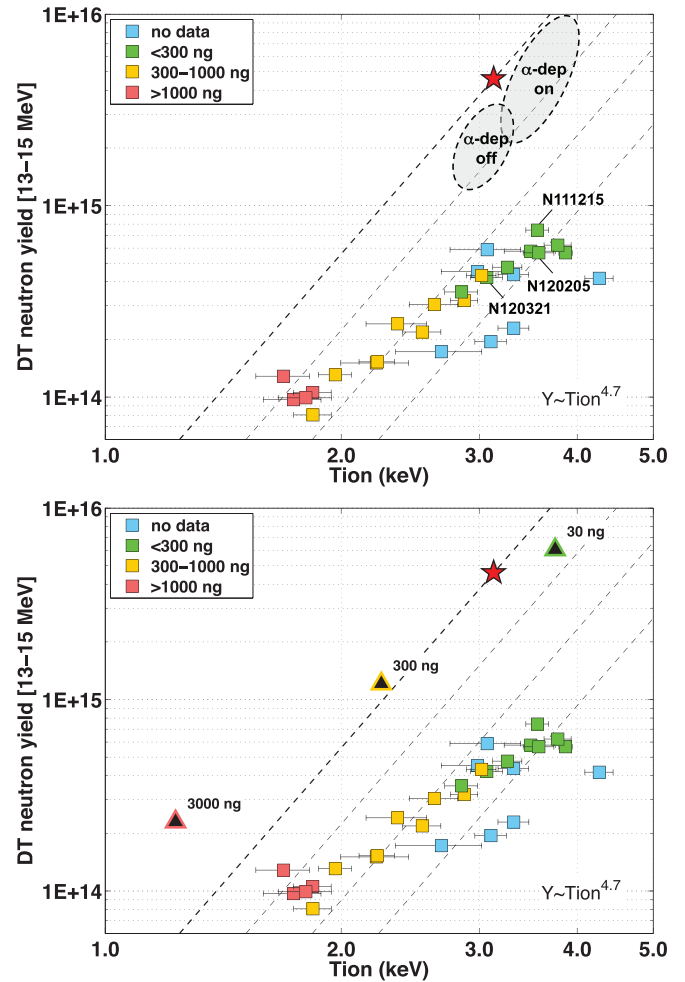 1E+16
no data
<300 ng
300–1000 ng
>1000 ng
α-dep
on
α-dep
off
1E+15
N111215
N120205
N120321
1E+14
Y~Tion4.7
DT neutron yield [13–15 MeV]
1.0 2.0 3.0 4.0 5.0
Tion (keV)
1E+16
no data
<300 ng
300–1000 ng
>1000 ng
30 ng
300 ng
1E+15
3000 ng
1E+14
Y~Tion4.7
DT neutron yield [13–15 MeV]
1.0 2.0 3.0 4.0 5.0
Tion (keV)